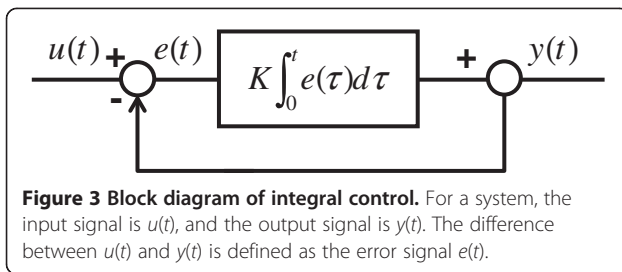 u(t) + e(t) K∫₀ᵗ e(τ)dτ + y(t)
-
Figure 3 Block diagram of integral control. For a system, the
input signal is u(t), and the output signal is y(t). The difference
between u(t) and y(t) is defined as the error signal e(t).